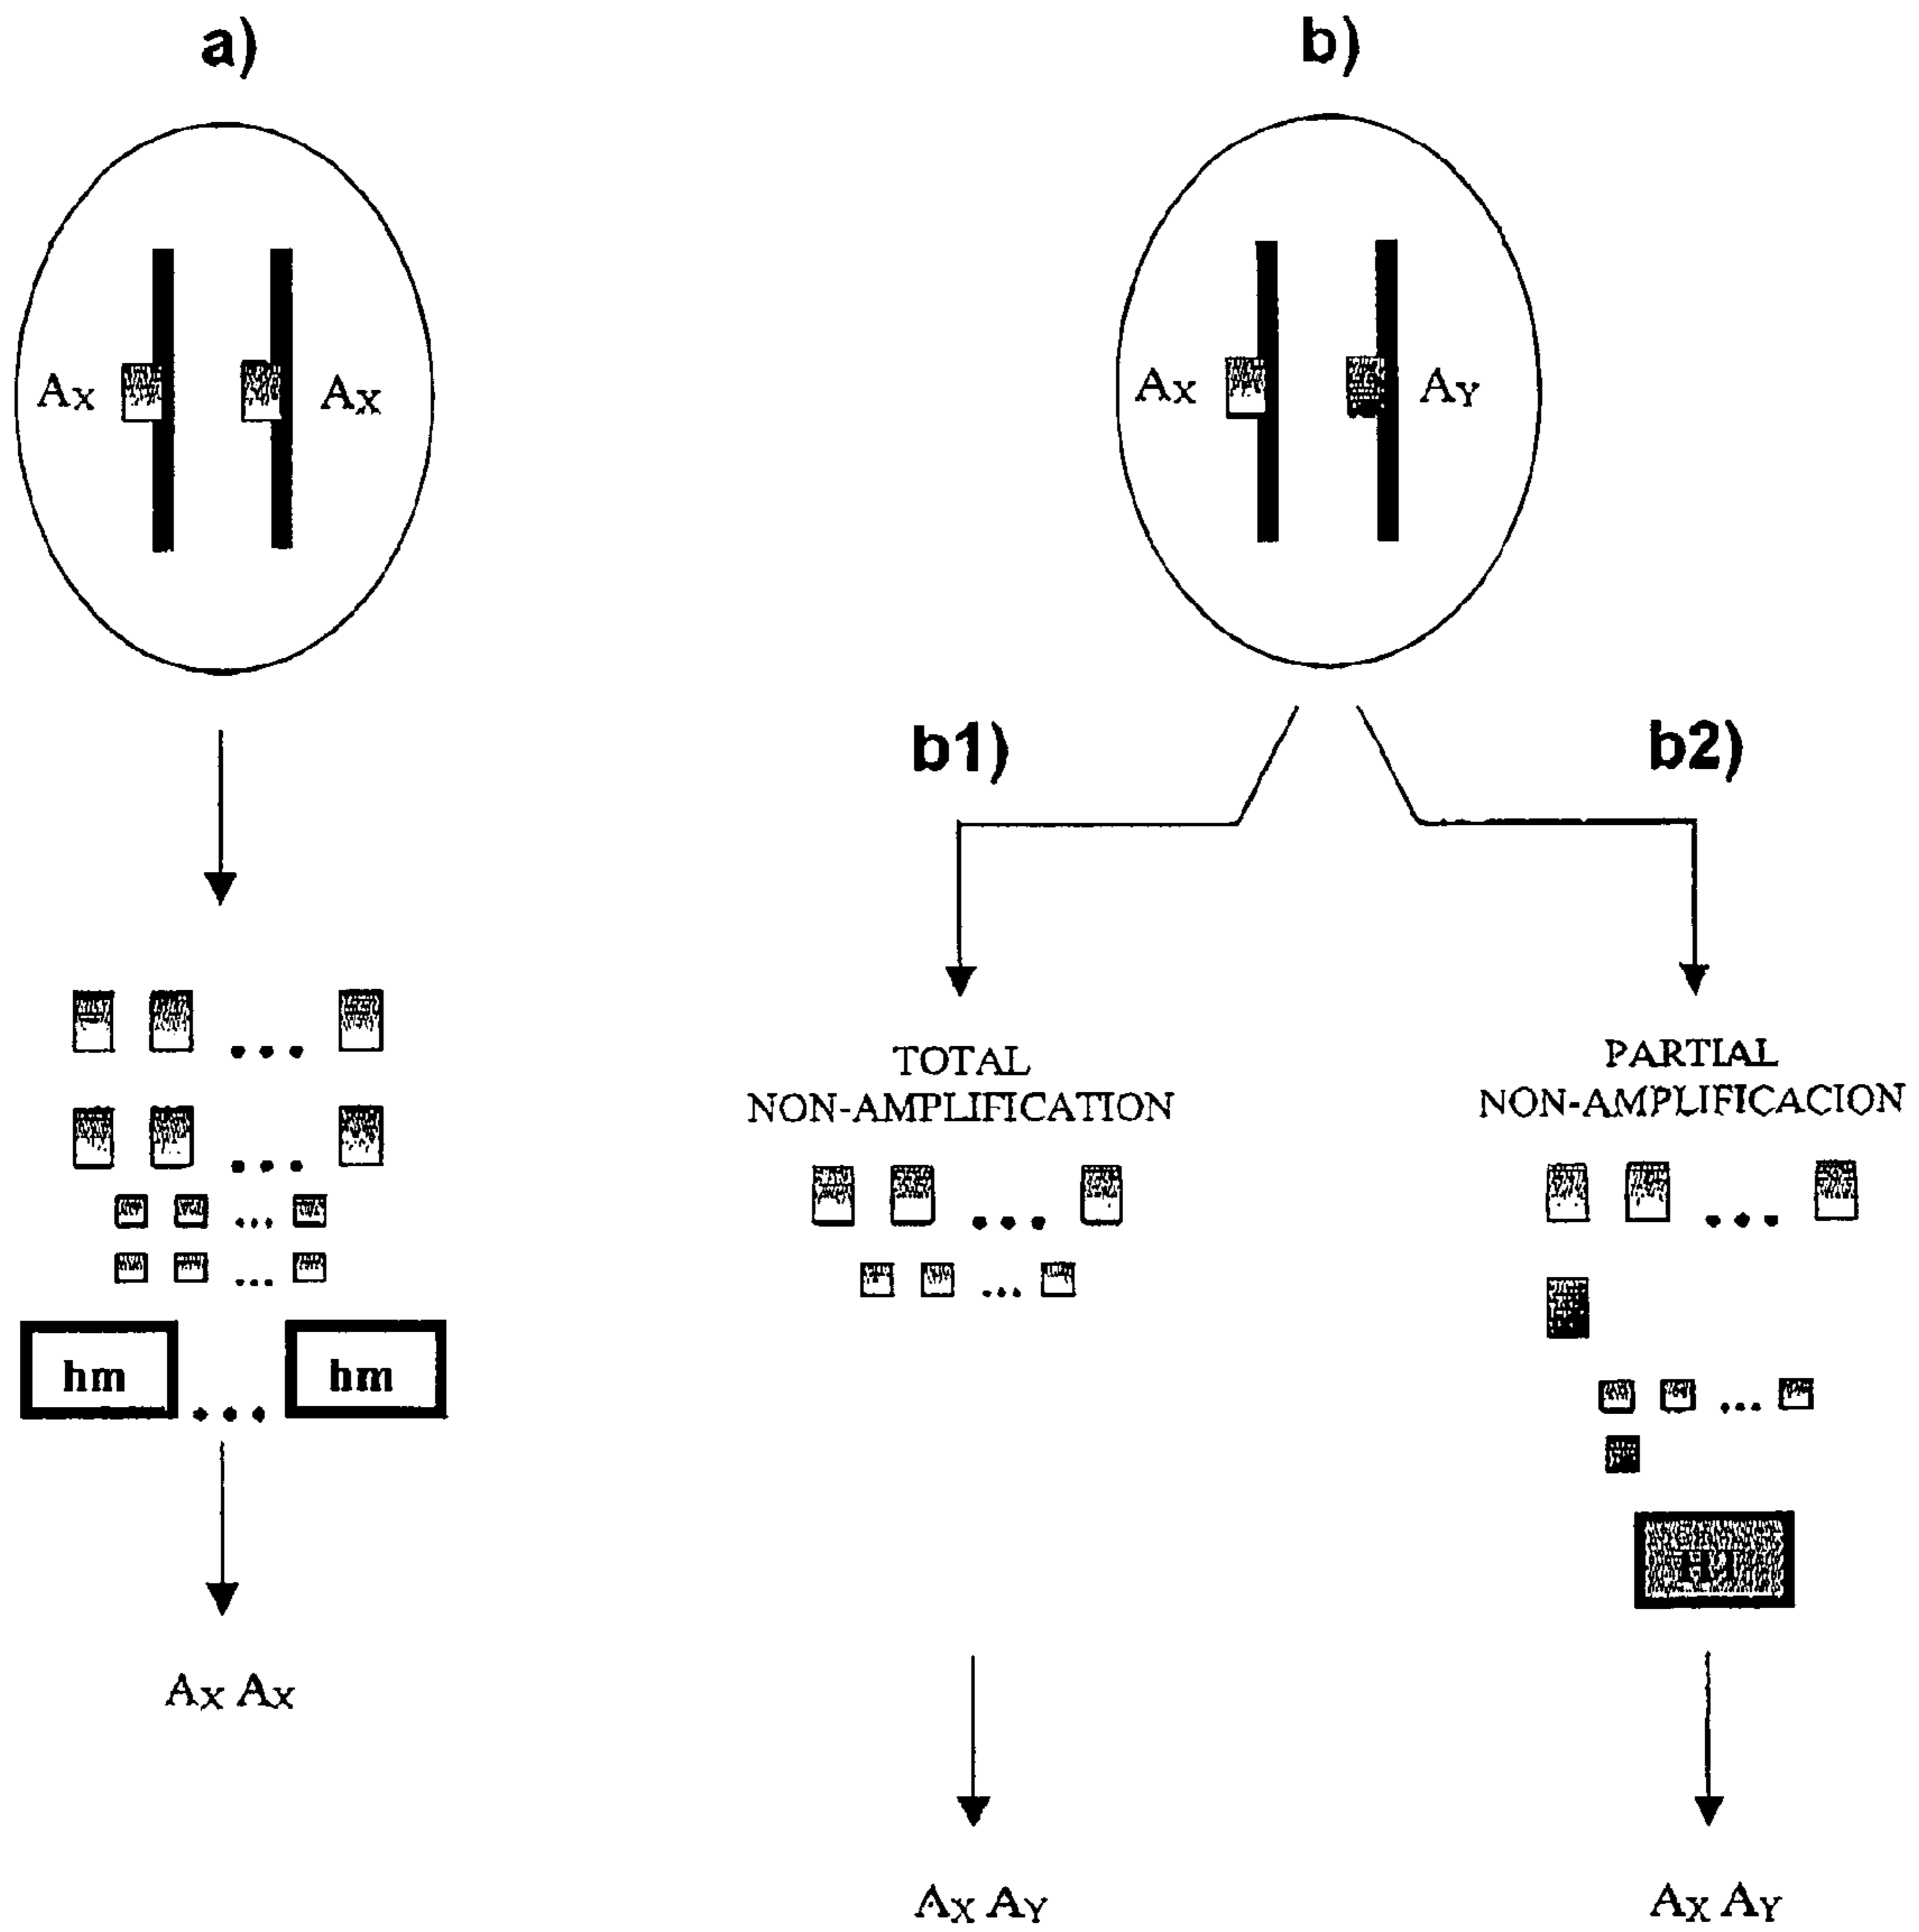 a)
b)
AX
AX
AX
AY
b1)
b2)
TOTAL
NON-AMPLIFICATION
PARTIAL
NON-AMPLIFICACION
...
...
...
...
...
...
...
...
hm ... hm
AX AX
AX AY
AX AY